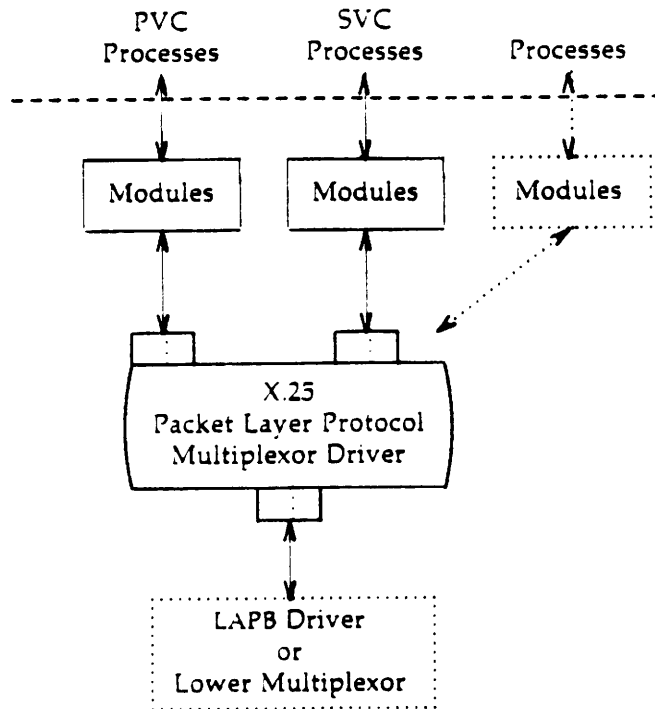 PVC
Processes
SVC
Processes
Processes
Modules
Modules
Modules
X.25
Packet Layer Protocol
Multiplexor Driver
LAPB Driver
or
Lower Multiplexor